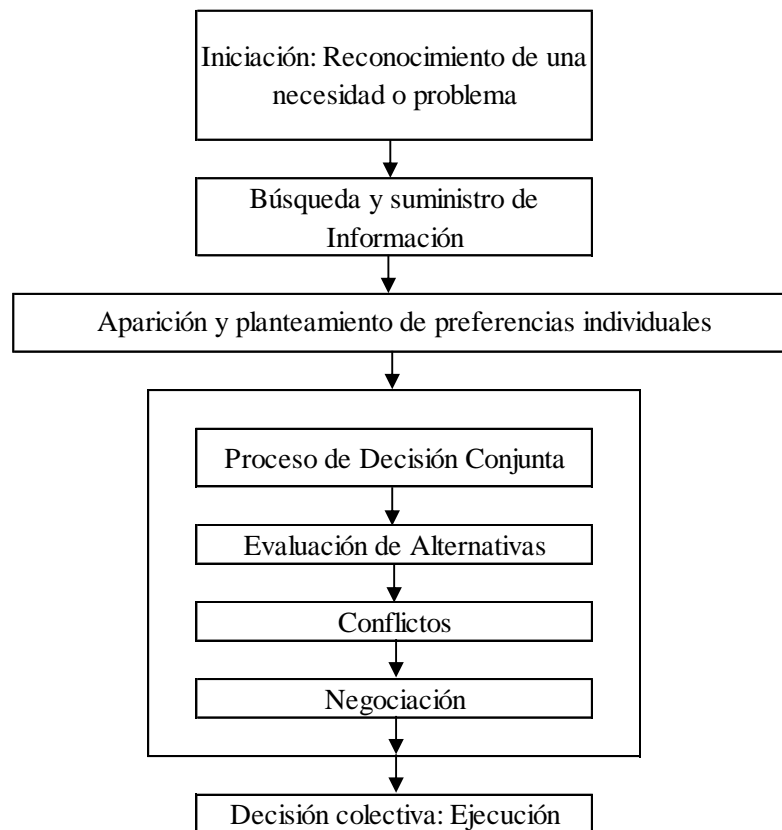 Iniciación: Reconocimiento de una
necesidad o problema
Búsqueda y suministro de
Información
Aparición y planteamiento de preferencias individuales
Proceso de Decisión Conjunta
Evaluación de Alternativas
Conflictos
Negociación
Decisión colectiva: Ejecución